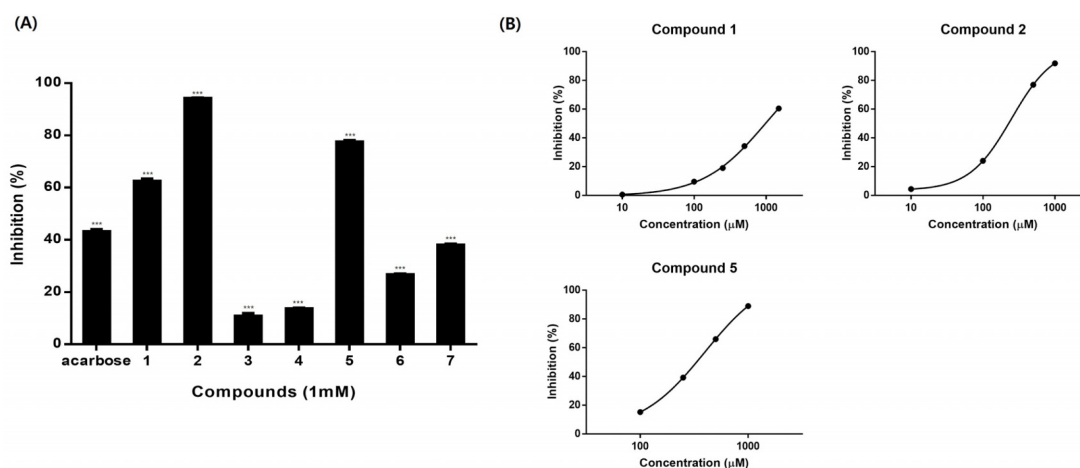 (A)
Inhibition (%)
100
80
60
40
20
0
***
***
***
***
***
***
***
***
acarbose 1 2 3 4 5 6 7
Compounds (1mM)
(B)
Compound 1
Inhibition (%)
100
80
60
40
20
0
10 100 1000
Concentration (μM)
Compound 2
Inhibition (%)
100
80
60
40
20
0
10 100 1000
Concentration (μM)
Compound 5
Inhibition (%)
100
80
60
40
20
0
100 1000
Concentration (μM)